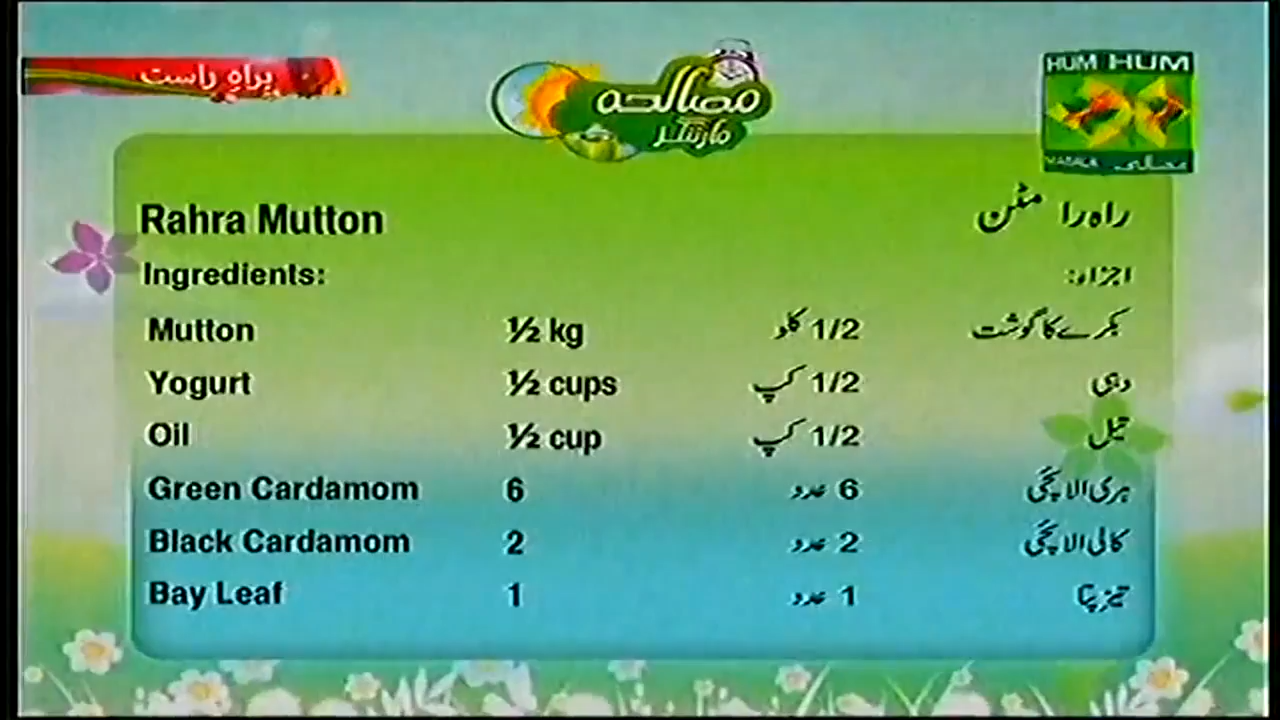 براہِ راست
مصالحہ
مارننگز
HUM HUM
MASALA مصالحہ
Rahra Mutton راہ را مٹن
Ingredients: اجزاء:
Mutton ½ kg 1/2 کلو بکرے کا گوشت
Yogurt ½ cups 1/2 کپ دہی
Oil ½ cup 1/2 کپ تیل
Green Cardamom 6 6 عدد ہری الائچی
Black Cardamom 2 2 عدد کالی الائچی
Bay Leaf 1 1 عدد تیز پتا